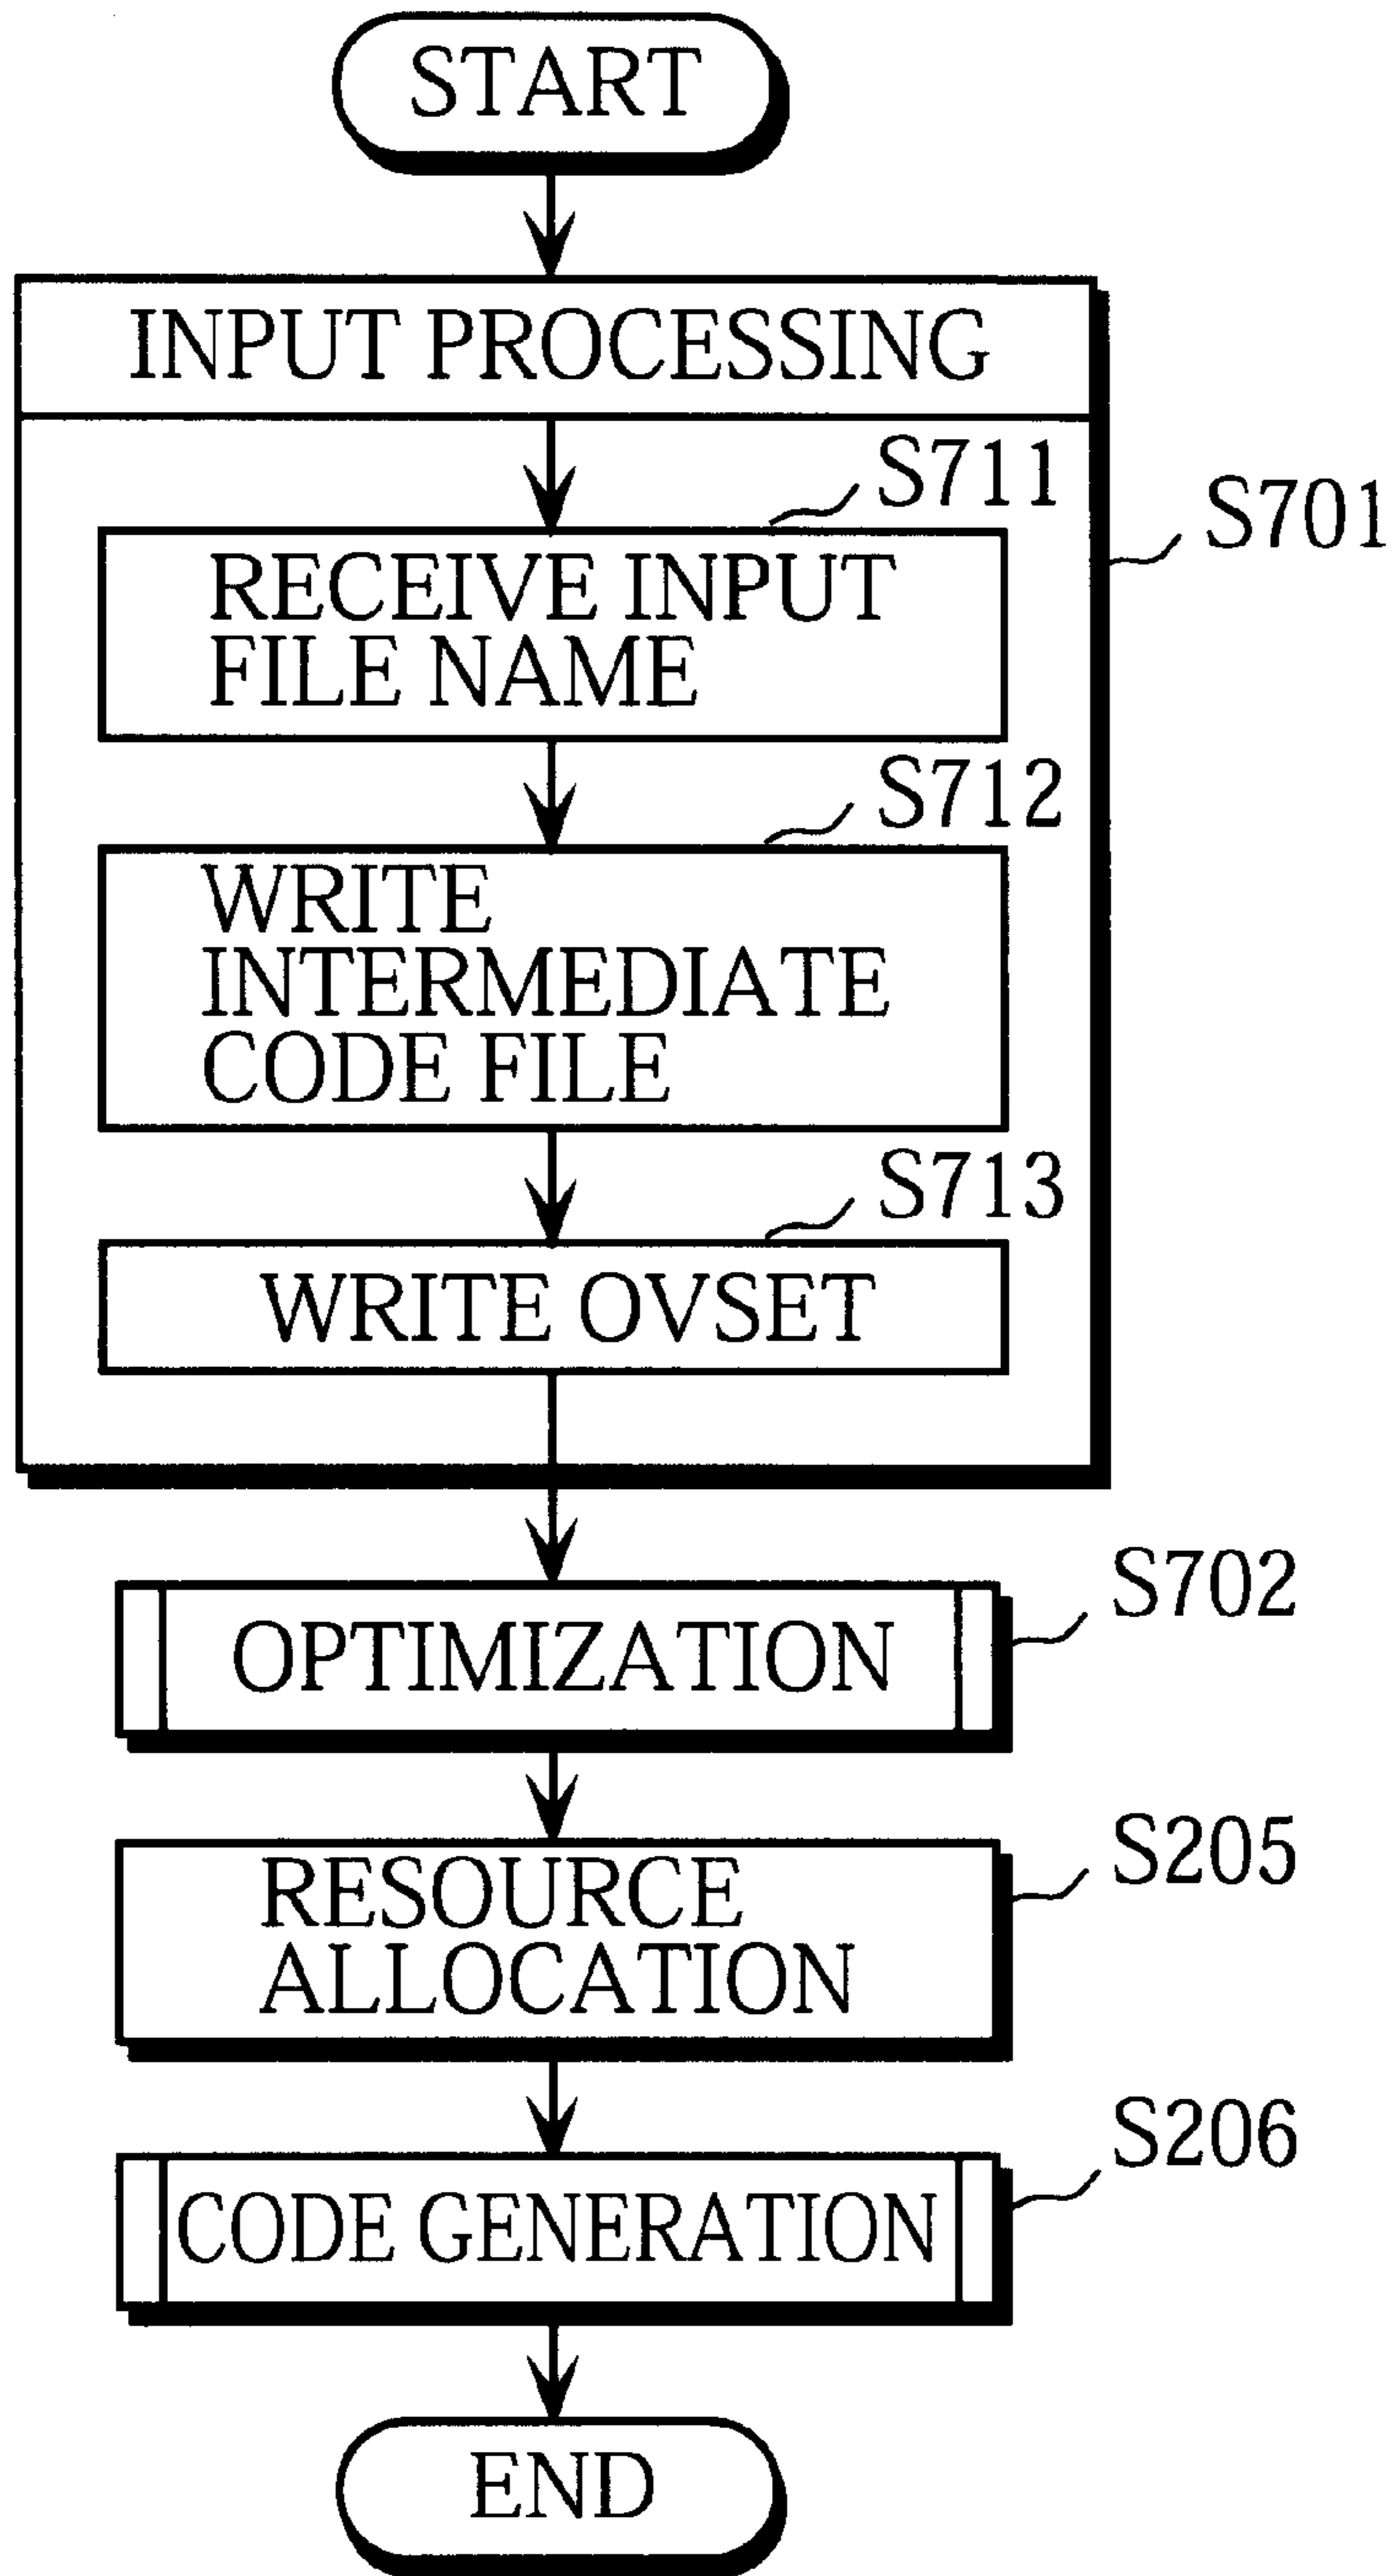 START
INPUT PROCESSING
S711
S701
RECEIVE INPUT
FILE NAME
S712
WRITE
INTERMEDIATE
CODE FILE
S713
WRITE OVSET
S702
OPTIMIZATION
S205
RESOURCE
ALLOCATION
S206
CODE GENERATION
END